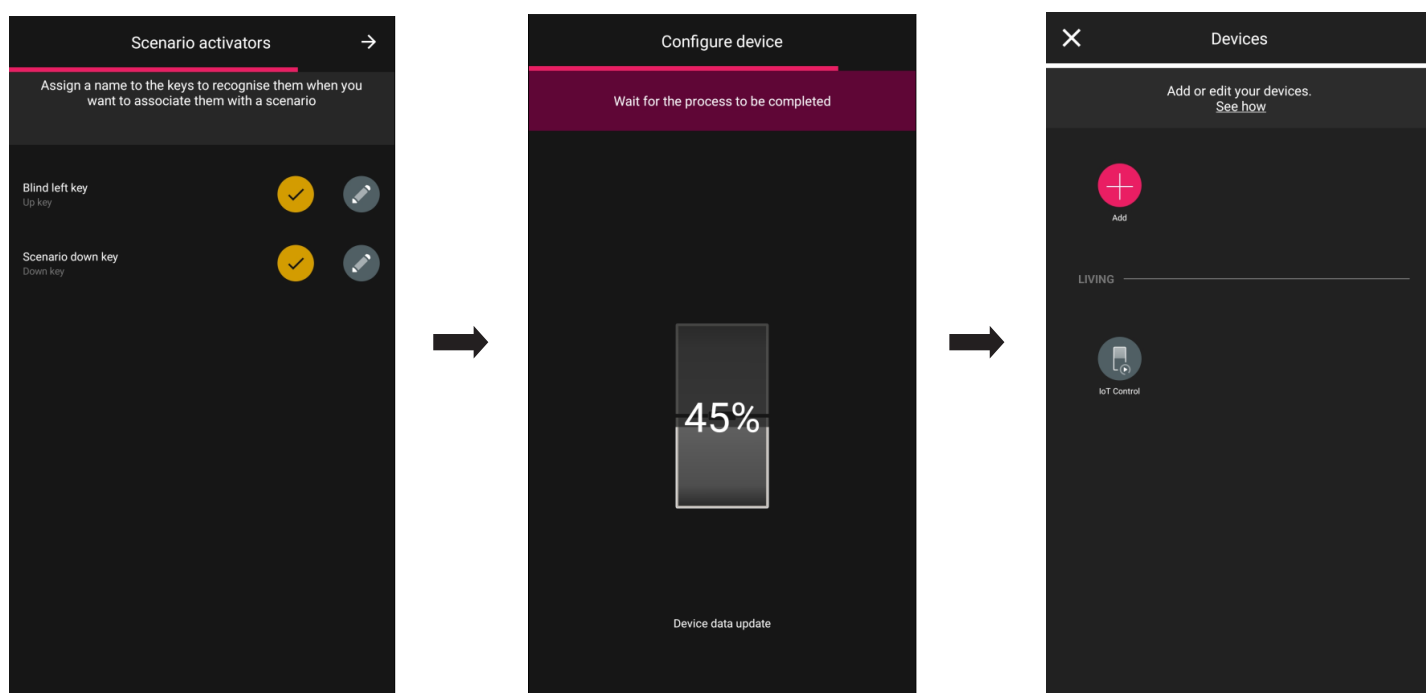 Scenario activators
Assign a name to the keys to recognise them when you
want to associate them with a scenario
Blind left key
Up key
Scenario down key
Down key
Configure device
Wait for the process to be completed
45%
Device data update
Devices
Add or edit your devices.
See how
Add
LIVING
IoT Control